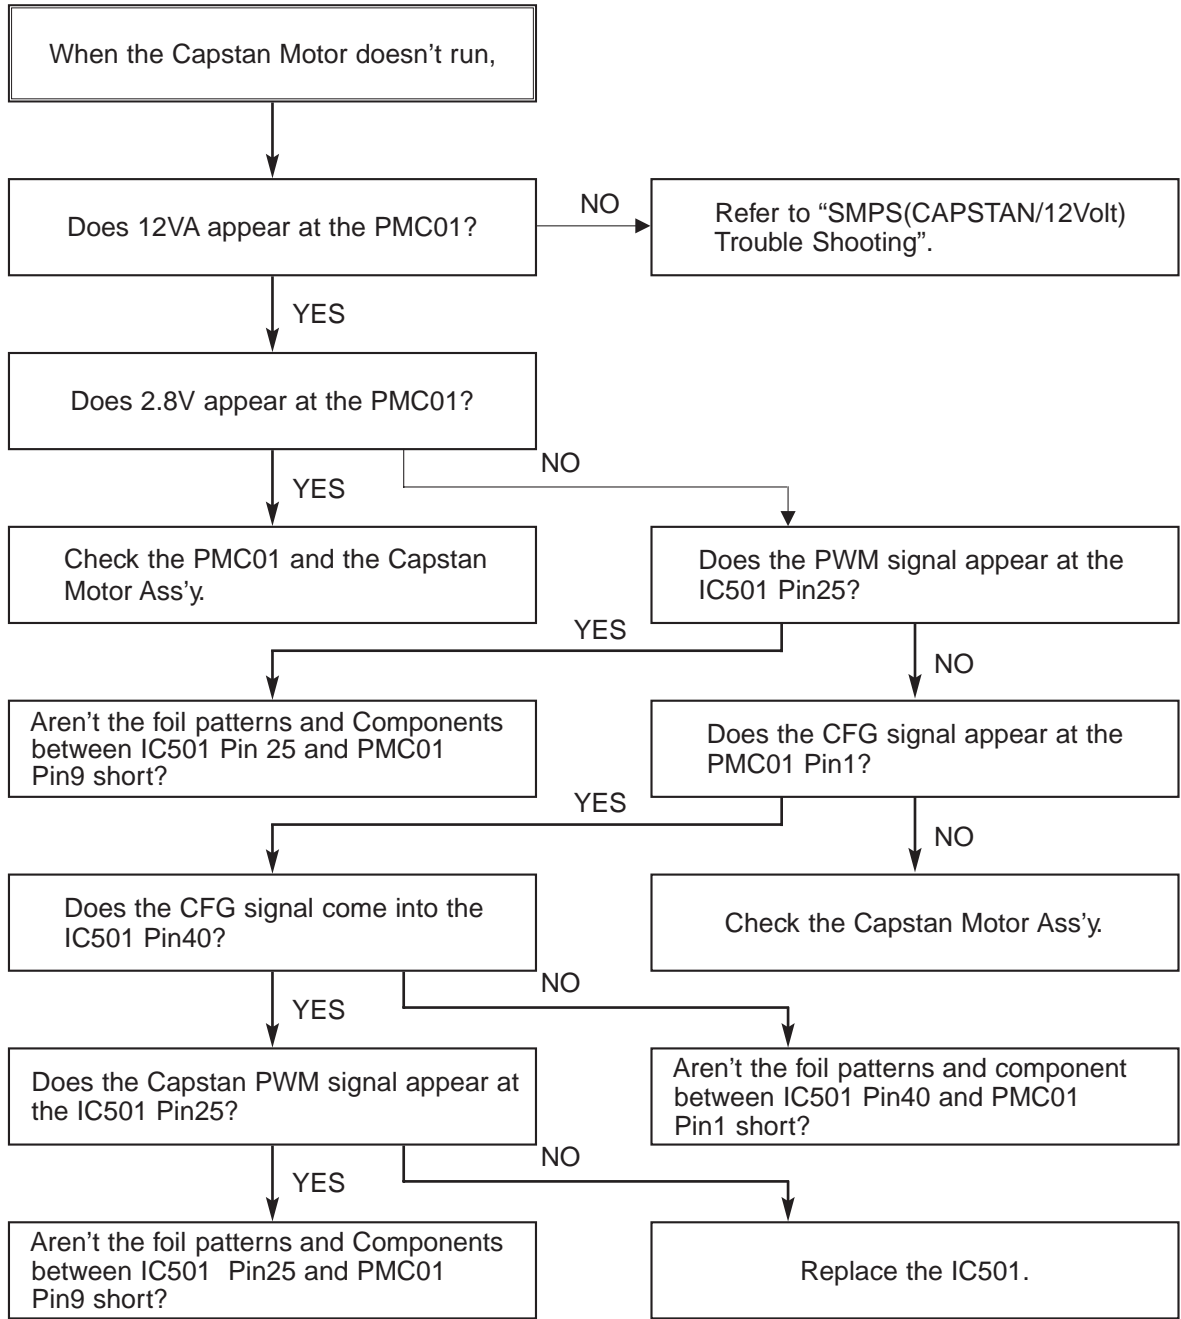 When the Capstan Motor doesn't run,
Does 12VA appear at the PMC01?
NO
Refer to “SMPS(CAPSTAN/12Volt)
Trouble Shooting”.
YES
Does 2.8V appear at the PMC01?
NO
YES
Check the PMC01 and the Capstan
Motor Ass'y.
Does the PWM signal appear at the
IC501 Pin25?
YES
NO
Aren't the foil patterns and Components
between IC501 Pin 25 and PMC01
Pin9 short?
Does the CFG signal appear at the
PMC01 Pin1?
YES
NO
Does the CFG signal come into the
IC501 Pin40?
Check the Capstan Motor Ass'y.
NO
YES
Does the Capstan PWM signal appear at
the IC501 Pin25?
Aren't the foil patterns and component
between IC501 Pin40 and PMC01
Pin1 short?
NO
YES
Aren't the foil patterns and Components
between IC501  Pin25 and PMC01
Pin9 short?
Replace the IC501.